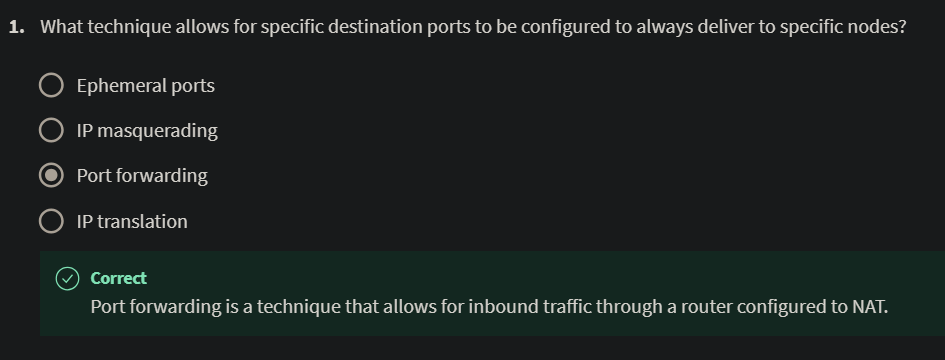 1. What technique allows for specific destination ports to be configured to always deliver to specific nodes?
Ephemeral ports
IP masquerading
Port forwarding
IP translation
Correct
Port forwarding is a technique that allows for inbound traffic through a router configured to NAT.